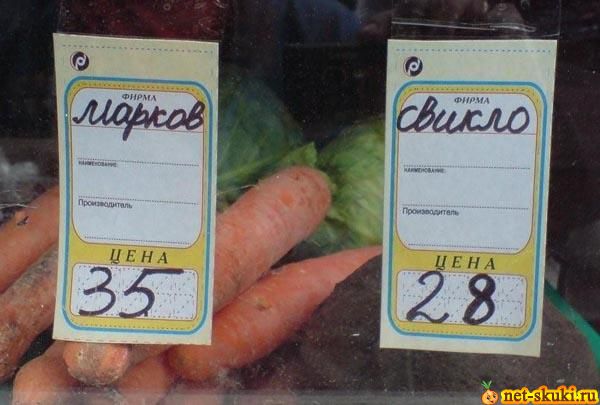 ФИРМА
марков
НАИМЕНОВАНИЕ:
Производитель
ЦЕНА
35
ФИРМА
свикло
НАИМЕНОВАНИЕ:
Производитель
ЦЕНА
28
net-skuki.ru